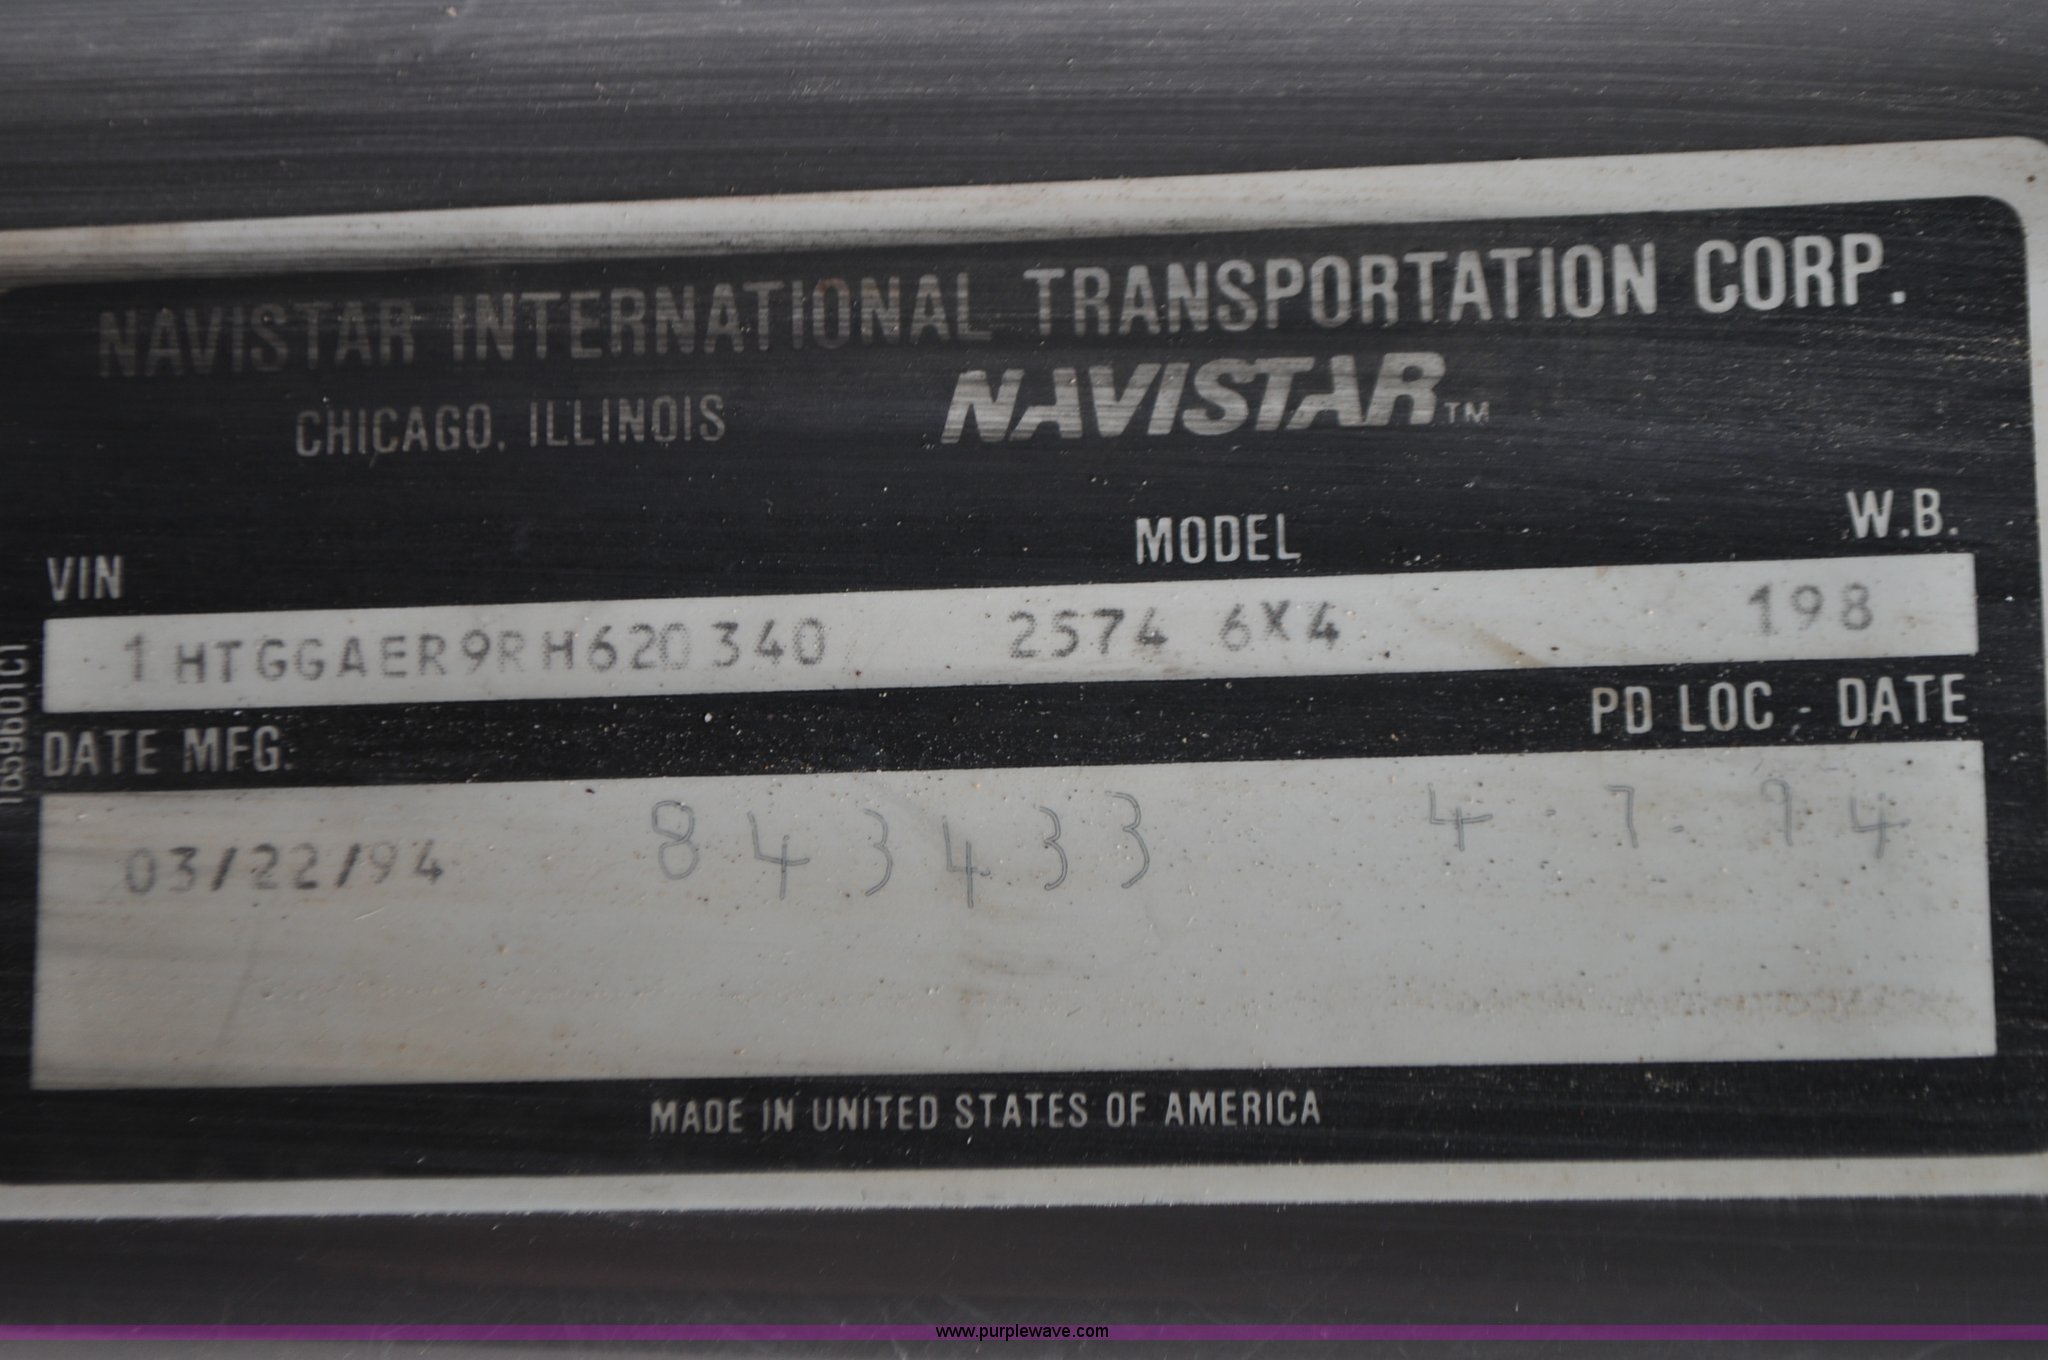 NAVISTAR INTERNATIONAL TRANSPORTATION CORP.
CHICAGO, ILLINOIS NAVISTAR™
VIN MODEL W.B.
1HTGGAER9RH620340 2574 6X4 198
DATE MFG. PD LOC - DATE
03/22/94 843433 4.7.94
MADE IN UNITED STATES OF AMERICA
1659601C1
www.purplewave.com